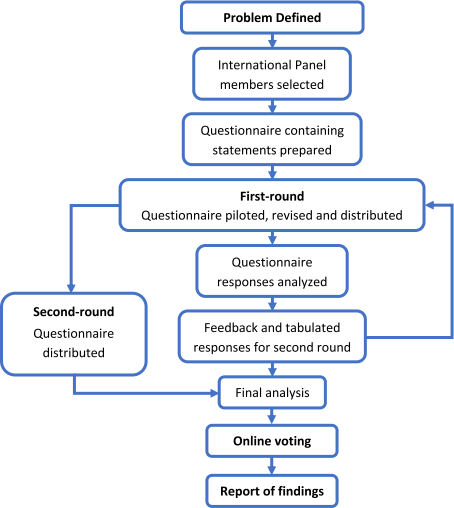 Problem Defined
International Panel
members selected
Questionnaire containing
statements prepared
First-round
Questionnaire piloted, revised and distributed
Questionnaire
responses analyzed
Second-round
Questionnaire
distributed
Feedback and tabulated
responses for second round
Final analysis
Online voting
Report of findings